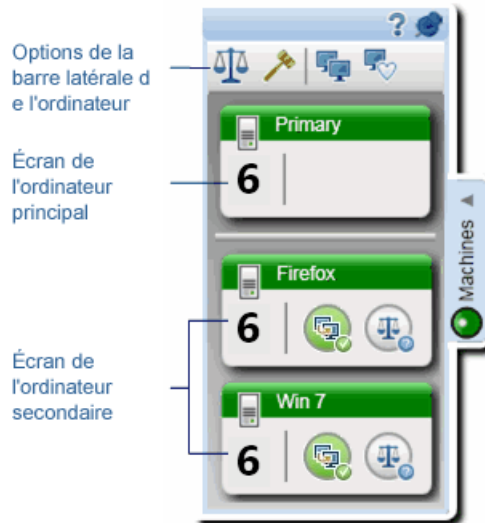 ?
Options de la
barre latérale d
e l'ordinateur
Primary
Écran de
l'ordinateur
principal
6
Machines
Firefox
6
Écran de
l'ordinateur
secondaire
Win 7
6